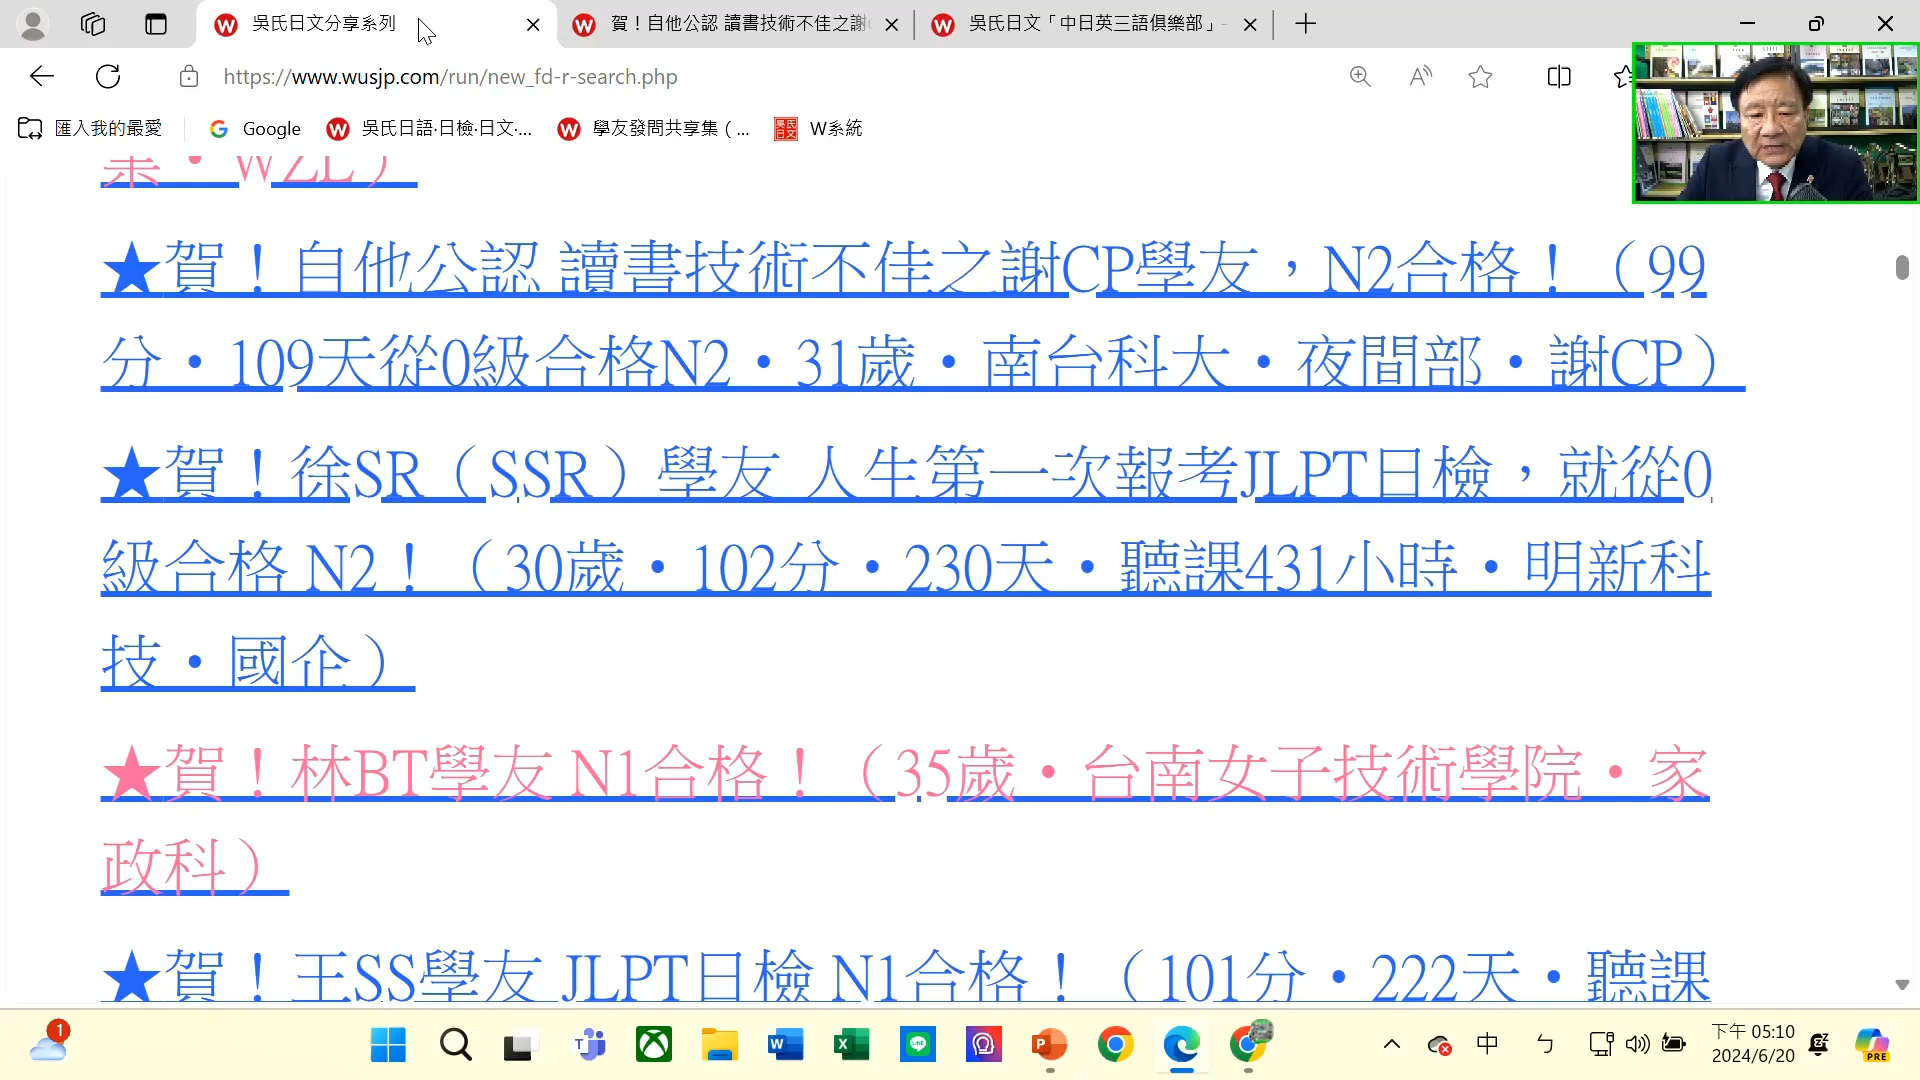 吳氏日文分享系列
賀！自他公認 讀書技術不佳之謝
吳氏日文「中日英三語俱樂部」-
https://www.wusjp.com/run/new_fd-r-search.php
匯入我的最愛
Google
吳氏日語·日檢·日文·...
學友發問共享集（...
W系統
集・WZL）
★賀！自他公認 讀書技術不佳之謝CP學友，N2合格！（99
分・109天從0級合格N2・31歲・南台科大・夜間部・謝CP）
★賀！徐SR（SSR）學友 人生第一次報考JLPT日檢，就從0
級合格 N2！（30歲・102分・230天・聽課431小時・明新科
技・國企）
★賀！林BT學友 N1合格！（35歲・台南女子技術學院・家
政科）
★賀！王SS學友 JLPT日檢 N1合格！（101分・222天・聽課
1
中
ㄅ
下午 05:10
2024/6/20
PRE